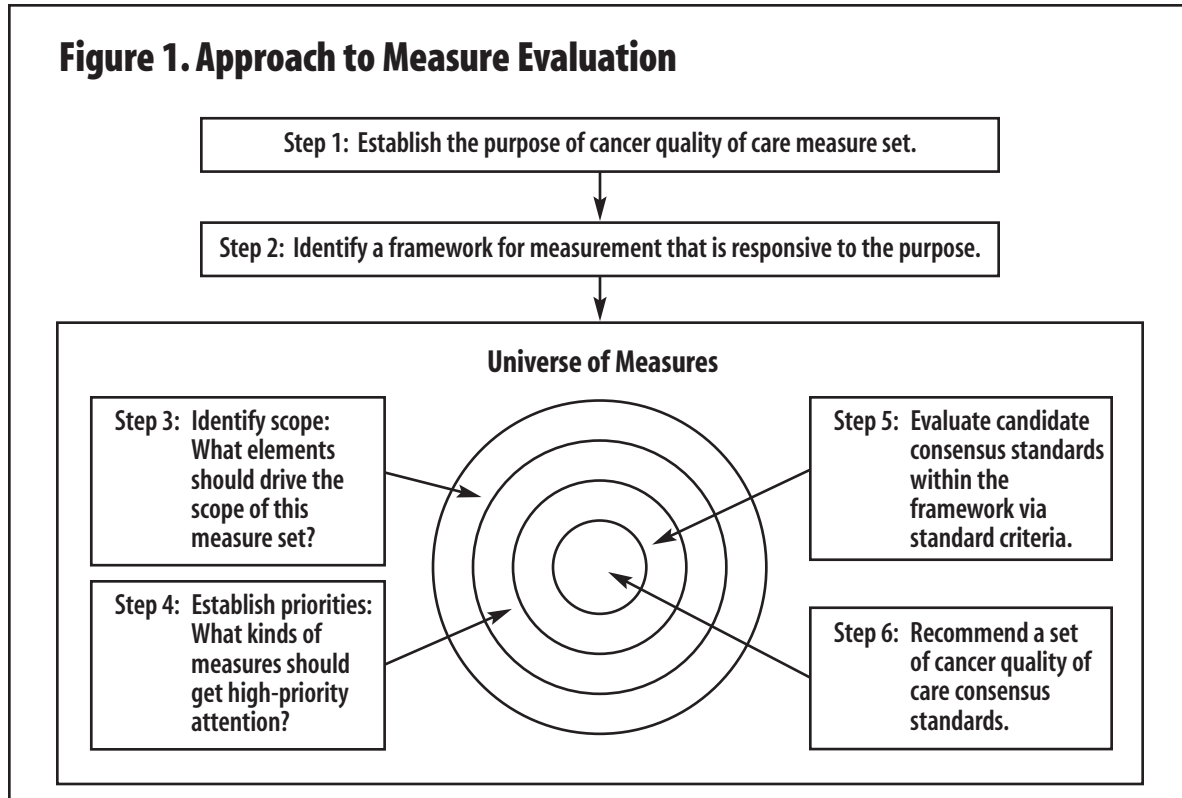 Figure 1. Approach to Measure Evaluation
Step 1: Establish the purpose of cancer quality of care measure set.
Step 2: Identify a framework for measurement that is responsive to the purpose.
Universe of Measures
Step 3: Identify scope:
What elements
should drive the
scope of this
measure set?
Step 4: Establish priorities:
What kinds of
measures should
get high-priority
attention?
Step 5: Evaluate candidate
consensus standards
within the
framework via
standard criteria.
Step 6: Recommend a set
of cancer quality of
care consensus
standards.